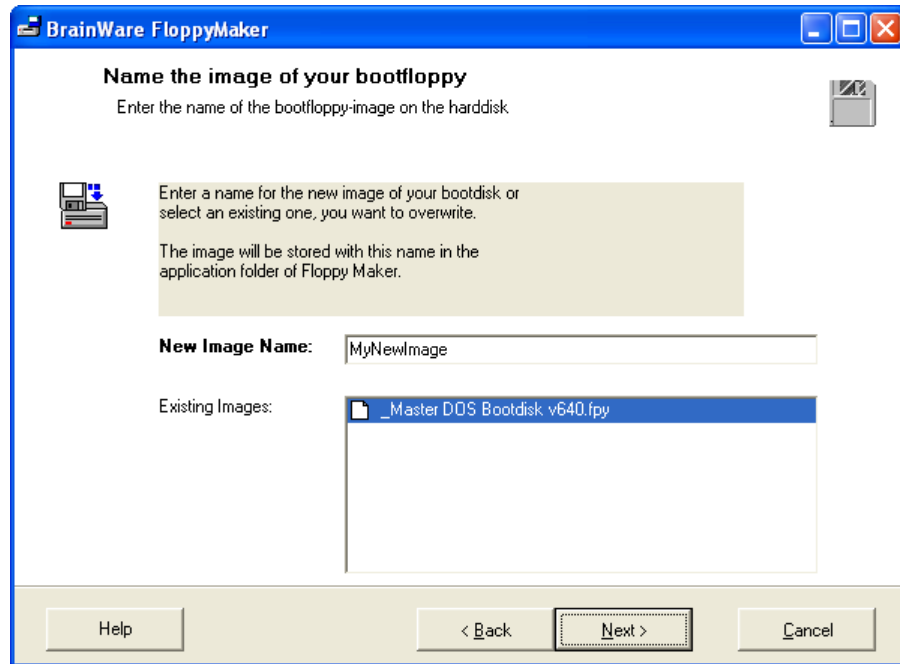 BrainWare FloppyMaker
Name the image of your bootfloppy
Enter the name of the bootfloppy-image on the harddisk
Enter a name for the new image of your bootdisk or
select an existing one, you want to overwrite.
The image will be stored with this name in the
application folder of Floppy Maker.
New Image Name:
MyNewImage
Existing Images:
_Master DOS Bootdisk v640.fpy
Help
< Back
Next >
Cancel